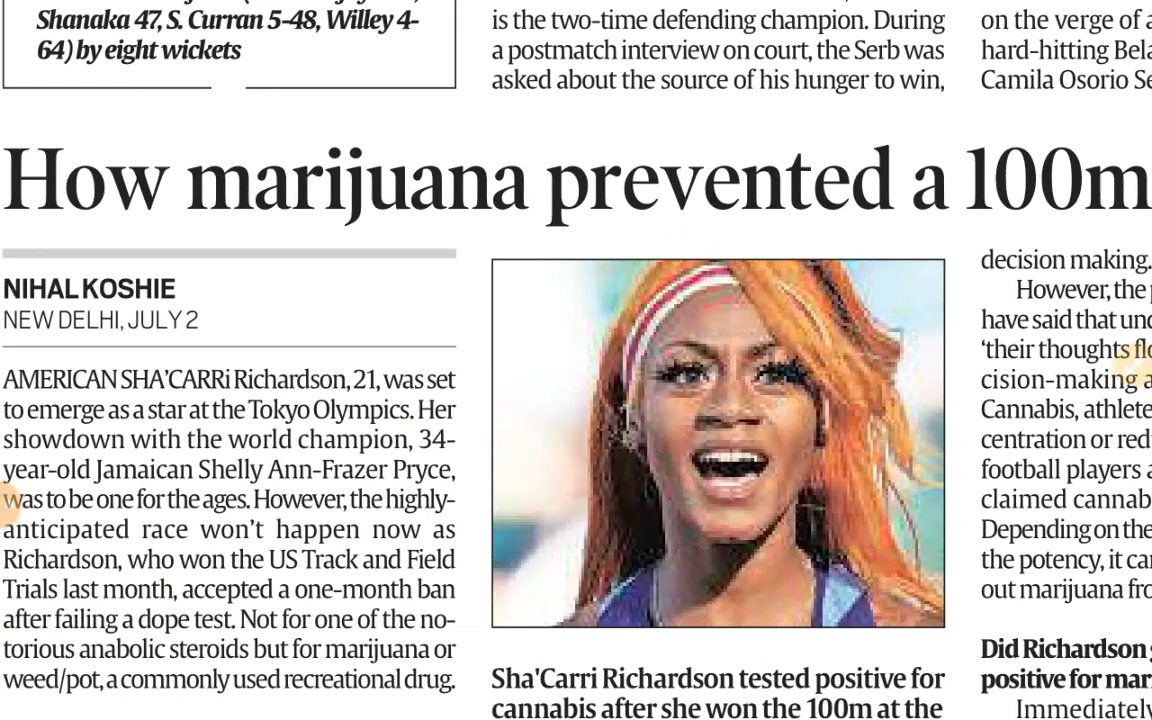 Shanaka 47, S. Curran 5-48, Willey 4-
64) by eight wickets
is the two-time defending champion. During
a postmatch interview on court, the Serb was
asked about the source of his hunger to win,
on the verge of a
hard-hitting Bela
Camila Osorio Se
How marijuana prevented a 100m
NIHAL KOSHIE
NEW DELHI, JULY 2
AMERICAN SHA'CARRi Richardson, 21, was set
to emerge as a star at the Tokyo Olympics. Her
showdown with the world champion, 34-
year-old Jamaican Shelly Ann-Frazer Pryce,
was to be one for the ages. However, the highly-
anticipated race won't happen now as
Richardson, who won the US Track and Field
Trials last month, accepted a one-month ban
after failing a dope test. Not for one of the no-
torious anabolic steroids but for marijuana or
weed/pot, a commonly used recreational drug.
Sha'Carri Richardson tested positive for
cannabis after she won the 100m at the
decision making.
However, the p
have said that und
'their thoughts flo
cision-making a
Cannabis, athlete
centration or red
football players a
claimed cannab
Depending on the
the potency, it can
out marijuana fro
Did Richardson g
positive for mari
Immediately